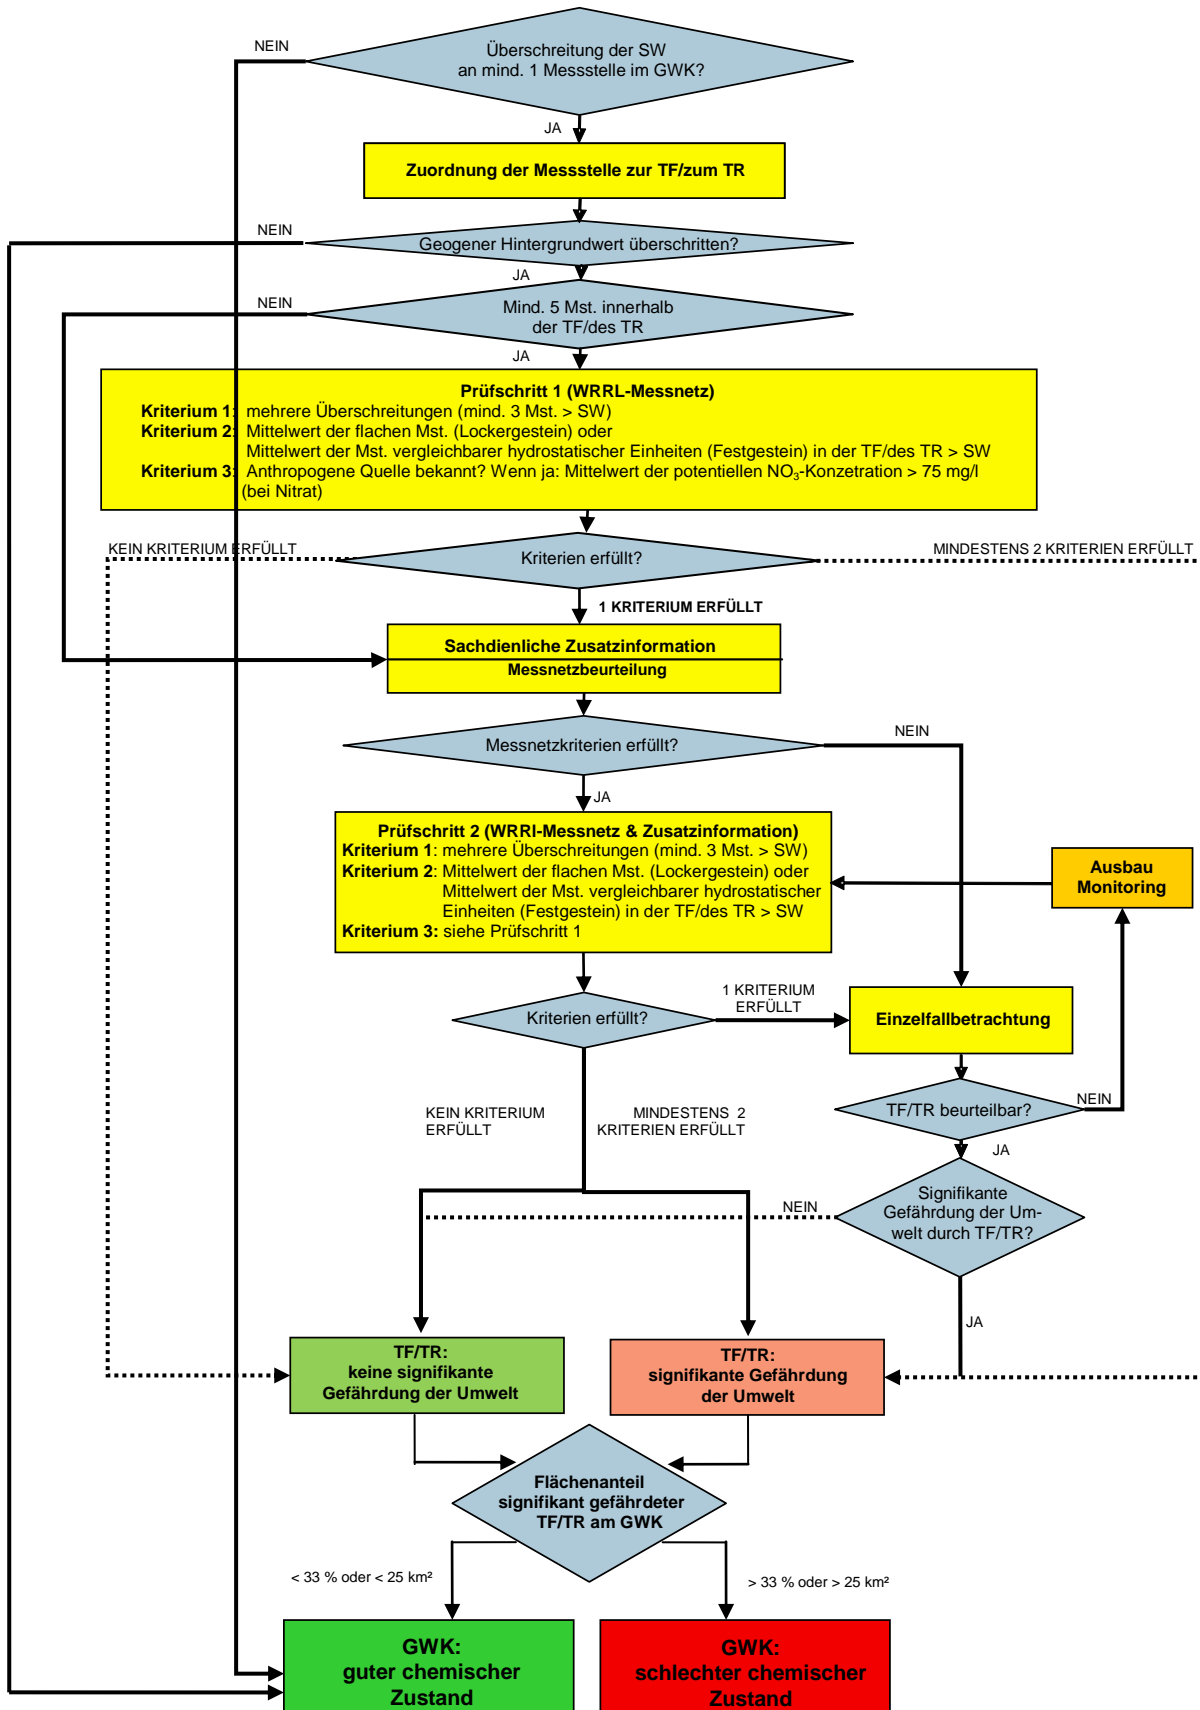 NEIN
Überschreitung der SW
an mind. 1 Messstelle im GWK?
JA
Zuordnung der Messstelle zur TF/zum TR
NEIN
Geogener Hintergrundwert überschritten?
JA
NEIN
Mind. 5 Mst. innerhalb
der TF/des TR
JA
Prüfschritt 1 (WRRL-Messnetz)
Kriterium 1: mehrere Überschreitungen (mind. 3 Mst. > SW)
Kriterium 2: Mittelwert der flachen Mst. (Lockergestein) oder
Mittelwert der Mst. vergleichbarer hydrostatischer Einheiten (Festgestein) in der TF/des TR > SW
Kriterium 3: Anthropogene Quelle bekannt? Wenn ja: Mittelwert der potentiellen NO₃-Konzetration > 75 mg/l
(bei Nitrat)
KEIN KRITERIUM ERFÜLLT
Kriterien erfüllt?
MINDESTENS 2 KRITERIEN ERFÜLLT
1 KRITERIUM ERFÜLLT
Sachdienliche Zusatzinformation
Messnetzbeurteilung
Messnetzkriterien erfüllt?
NEIN
JA
Prüfschritt 2 (WRRl-Messnetz & Zusatzinformation)
Kriterium 1: mehrere Überschreitungen (mind. 3 Mst. > SW)
Kriterium 2: Mittelwert der flachen Mst. (Lockergestein) oder
Mittelwert der Mst. vergleichbarer hydrostatischer
Einheiten (Festgestein) in der TF/des TR > SW
Kriterium 3: siehe Prüfschritt 1
Ausbau
Monitoring
Kriterien erfüllt?
1 KRITERIUM
ERFÜLLT
Einzelfallbetrachtung
KEIN KRITERIUM
ERFÜLLT
MINDESTENS 2
KRITERIEN ERFÜLLT
TF/TR beurteilbar?
NEIN
JA
Signifikante
Gefährdung der Um-
welt durch TF/TR?
NEIN
JA
TF/TR:
keine signifikante
Gefährdung der Umwelt
TF/TR:
signifikante Gefährdung
der Umwelt
Flächenanteil
signifikant gefährdeter
TF/TR am GWK
< 33 % oder < 25 km²
> 33 % oder > 25 km²
GWK:
guter chemischer
Zustand
GWK:
schlechter chemischer
Zustand